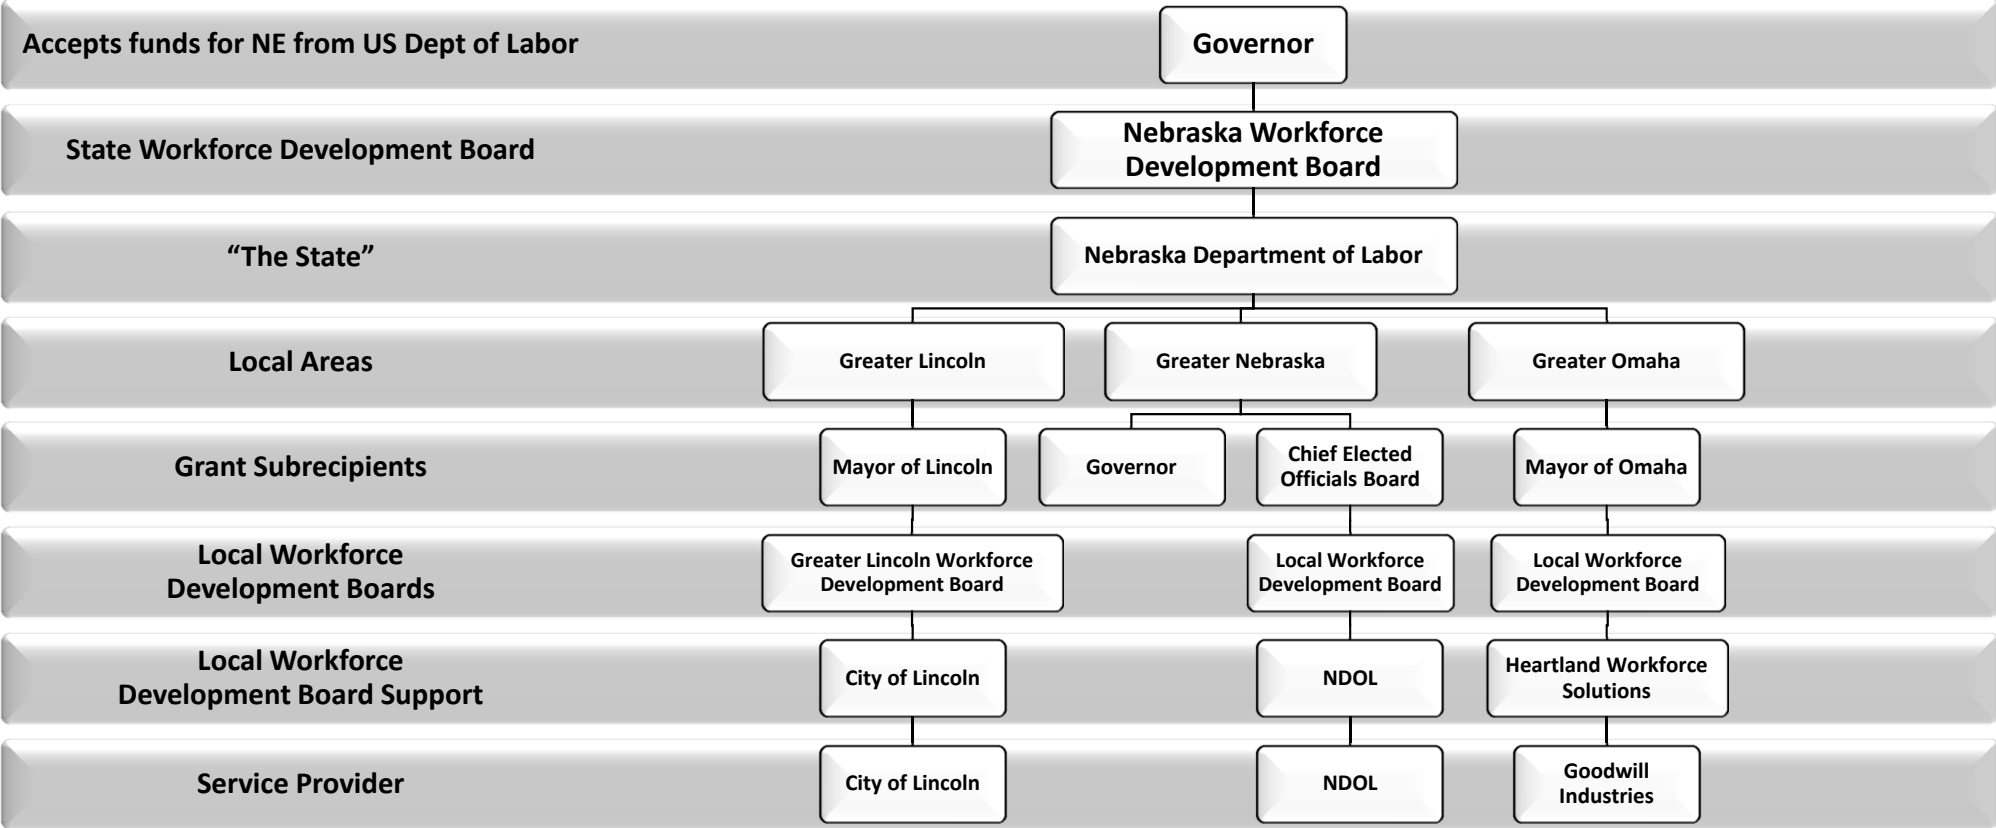 Accepts funds for NE from US Dept of Labor
Governor
State Workforce Development Board
Nebraska Workforce
Development Board
“The State”
Nebraska Department of Labor
Local Areas
Greater Lincoln
Greater Nebraska
Greater Omaha
Grant Subrecipients
Mayor of Lincoln
Governor
Chief Elected
Officials Board
Mayor of Omaha
Local Workforce
Development Boards
Greater Lincoln Workforce
Development Board
Local Workforce
Development Board
Local Workforce
Development Board
Local Workforce
Development Board Support
City of Lincoln
NDOL
Heartland Workforce
Solutions
Service Provider
City of Lincoln
NDOL
Goodwill
Industries